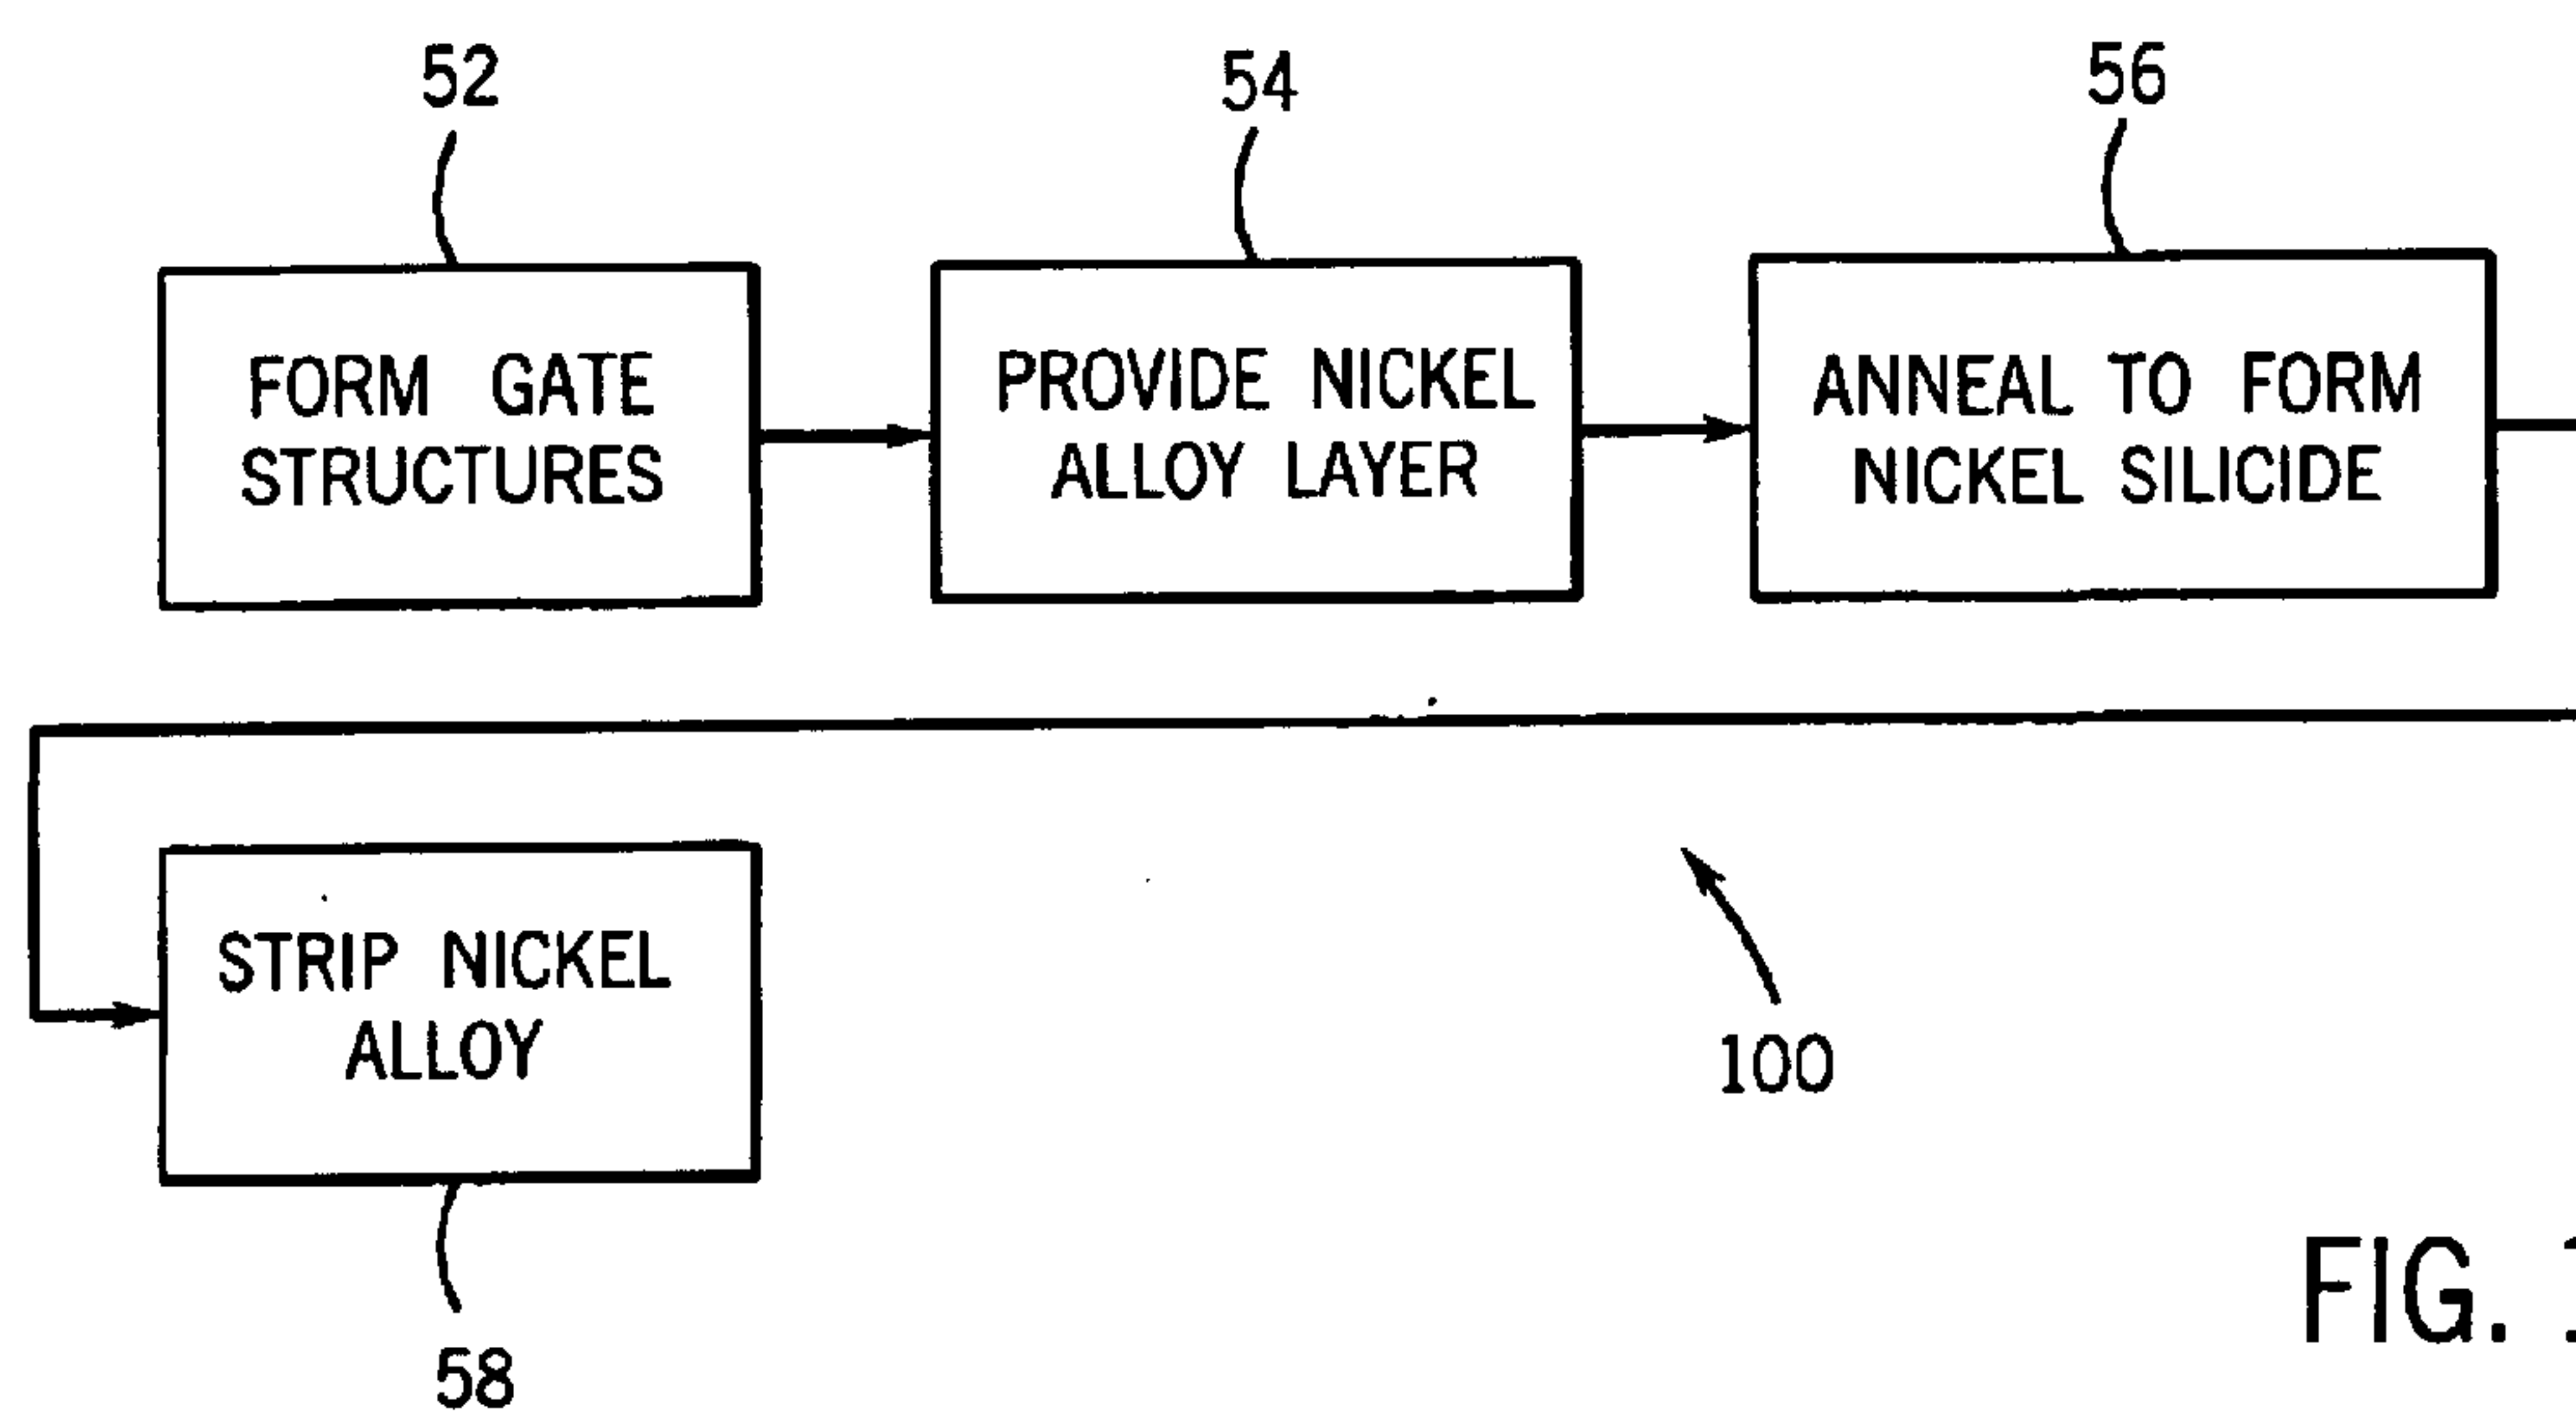 52
54
56
FORM GATE
STRUCTURES
PROVIDE NICKEL
ALLOY LAYER
ANNEAL TO FORM
NICKEL SILICIDE
STRIP NICKEL
ALLOY
100
58
FIG.